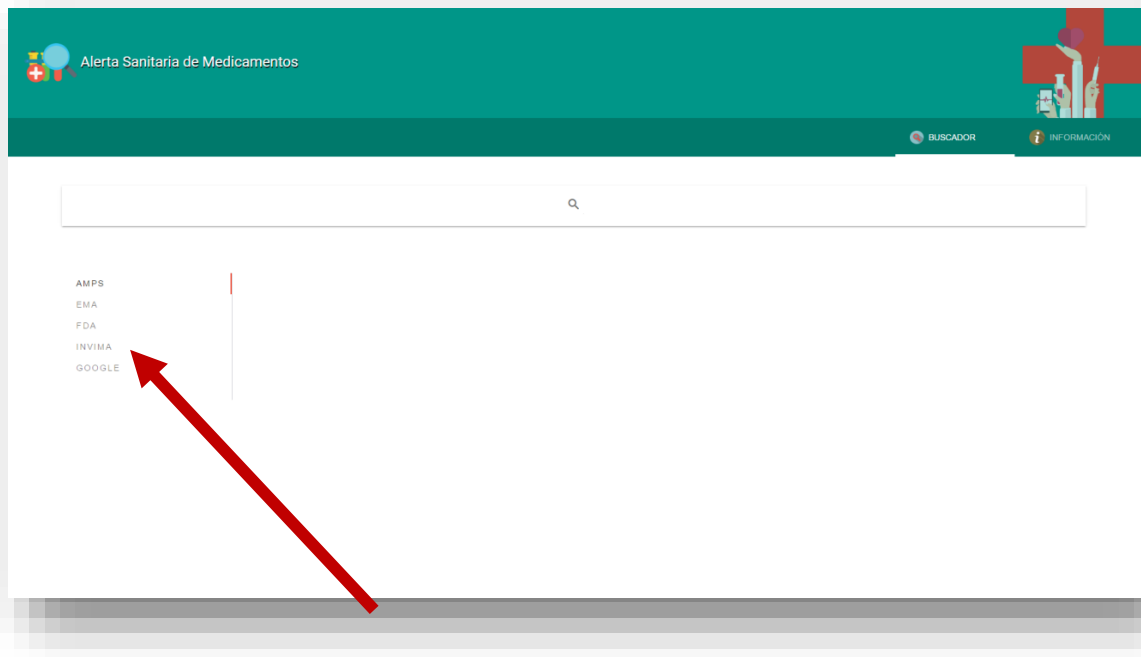 Alerta Sanitaria de Medicamentos
BUSCADOR
INFORMACIÓN
AMPS
EMA
FDA
INVIMA
GOOGLE